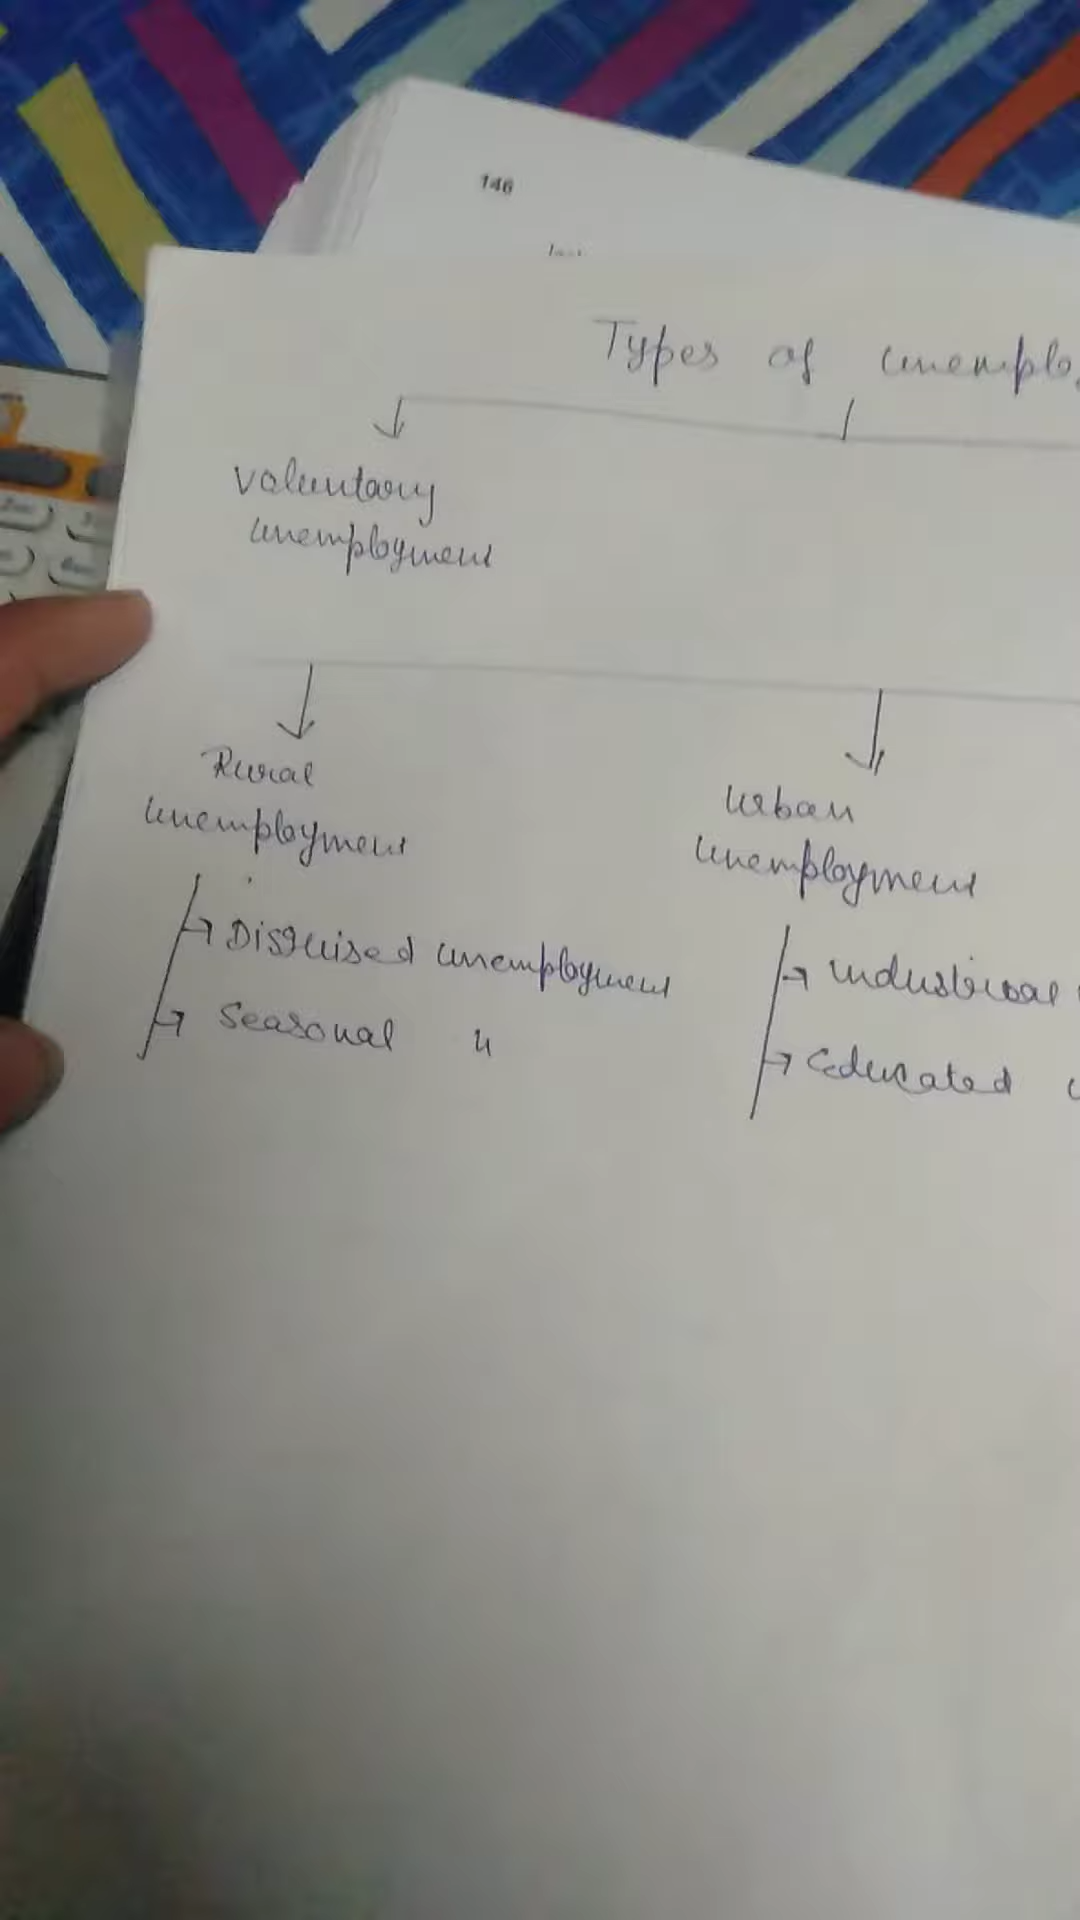 146
Types of unemplo
Voluntary
unemployment
Rural
unemployment
Urban
unemployment
Disguised unemployment
Seasonal "
industrial
educated